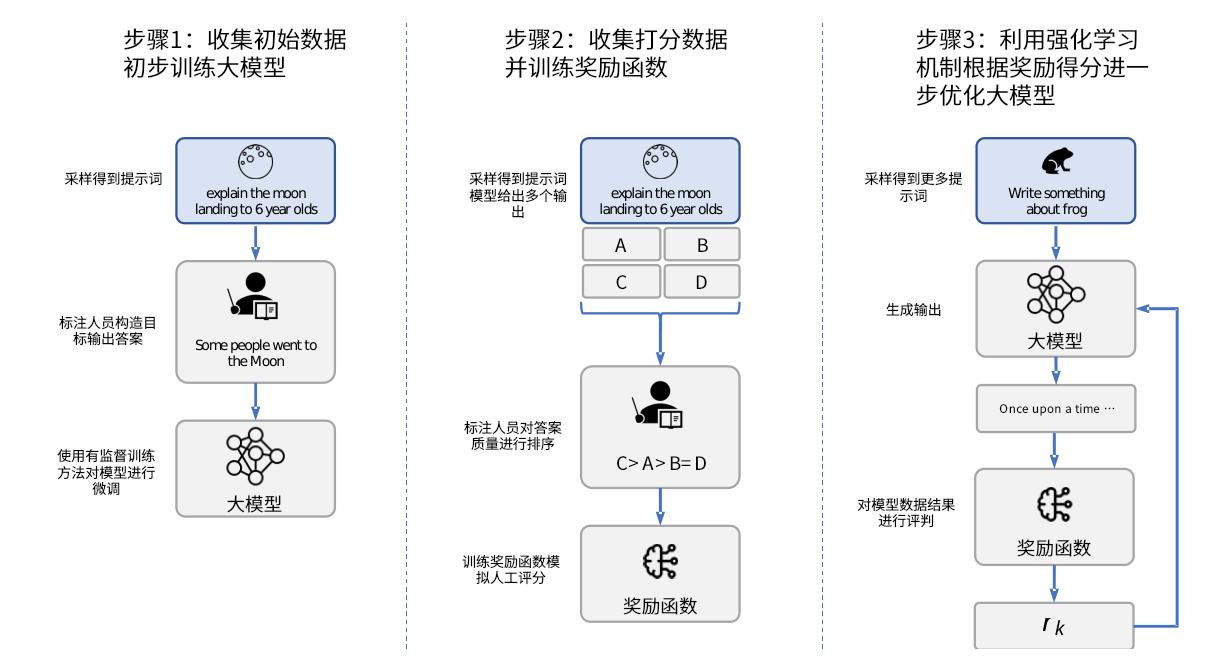 步骤1：收集初始数据
初步训练大模型
采样得到提示词
explain the moon
landing to 6 year olds
标注人员构造目
标输出答案
Some people went to
the Moon
使用有监督训练
方法对模型进行
微调
大模型
步骤2：收集打分数据
并训练奖励函数
采样得到提示词
模型给出多个输
出
explain the moon
landing to 6 year olds
A
B
C
D
标注人员对答案
质量进行排序
C> A > B= D
训练奖励函数模
拟人工评分
奖励函数
步骤3：利用强化学习
机制根据奖励得分进一
步优化大模型
采样得到更多提
示词
Write something
about frog
生成输出
大模型
Once upon a time ⋯
对模型数据结果
进行评判
奖励函数
r k